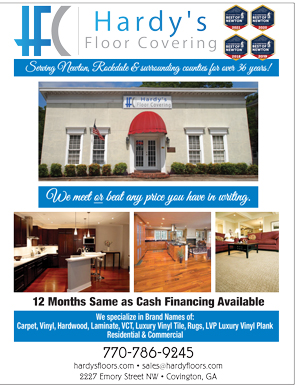 HFC Hardy's
Floor Covering
BEST OF
NEWTON
BEST OF
NEWTON
BEST OF
NEWTON
BEST OF
NEWTON
Serving Newton, Rockdale & surrounding counties for over 36 years!
Hardy's
Floor Covering
We meet or beat any price you have in writing.
12 Months Same as Cash Financing Available
We specialize in Brand Names of:
Carpet, Vinyl, Hardwood, Laminate, VCT, Luxury Vinyl Tile, Rugs, LVP Luxury Vinyl Plank
Residential & Commercial
770-786-9245
hardysfloors.com • sales@hardyfloors.com
2227 Emory Street NW • Covington, GA